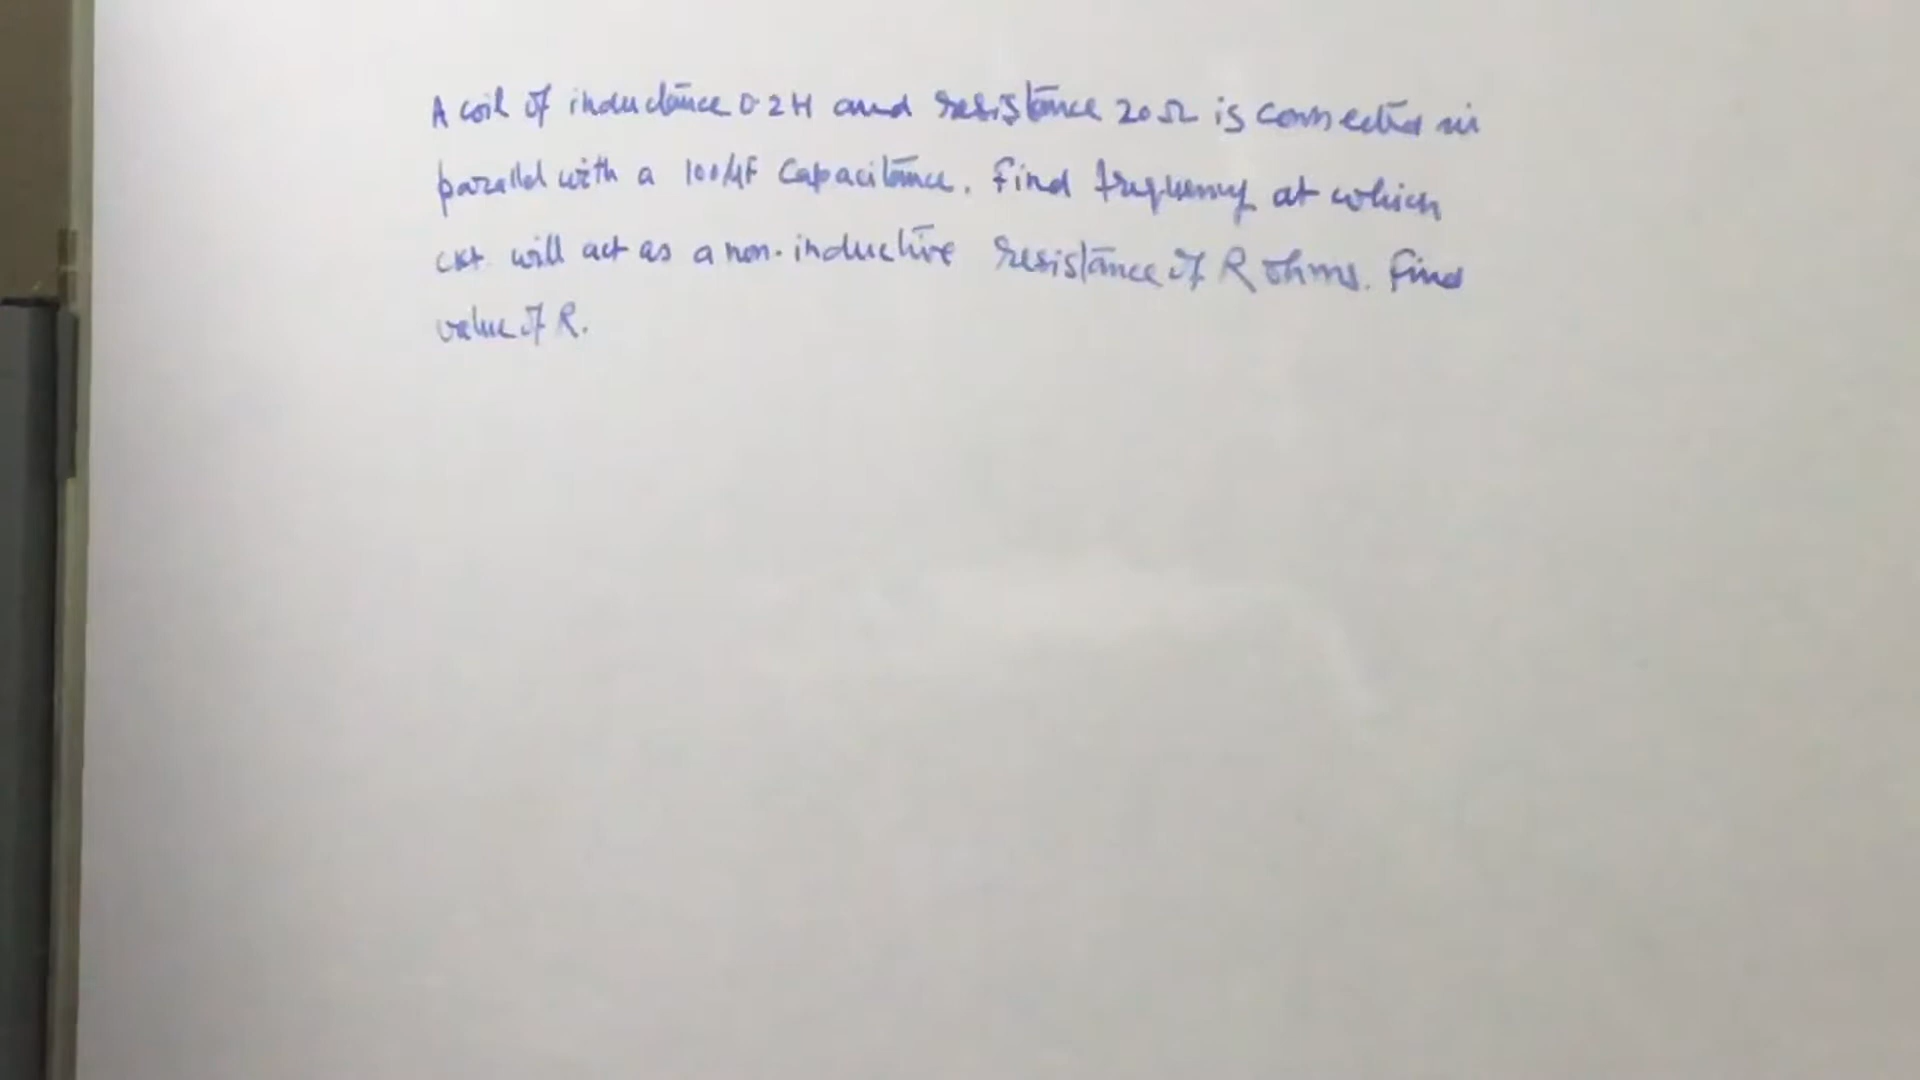 A coil of inductance 0.2H and resistance 20Ω is connected in
parallel with a 100μF Capacitance. Find frequency at which
ckt will act as a non-inductive resistance of R ohms. Find
value of R.